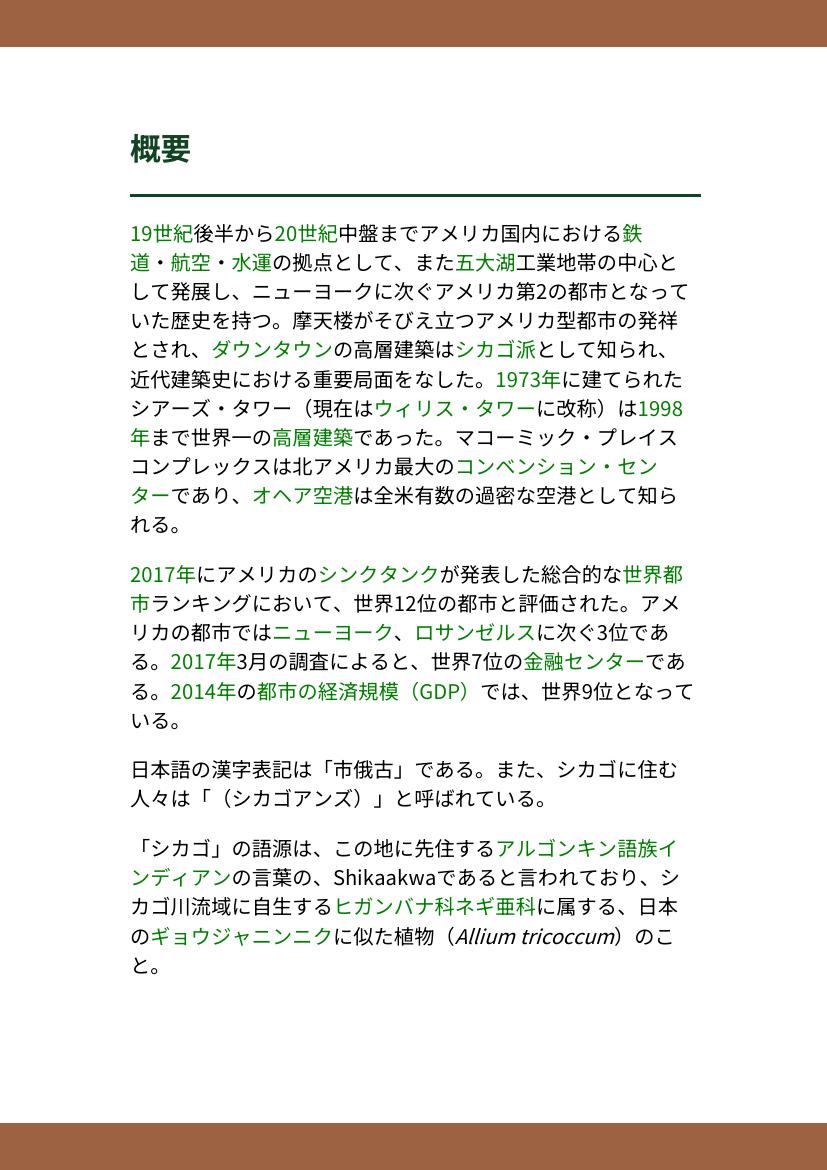 概要
19世紀後半から20世紀中盤までアメリカ国内における鉄
道・航空・水運の拠点として、また五大湖工業地帯の中心と
して発展し、ニューヨークに次ぐアメリカ第2の都市となって
いた歴史を持つ。摩天楼がそびえ立つアメリカ型都市の発祥
とされ、ダウンタウンの高層建築はシカゴ派として知られ、
近代建築史における重要局面をなした。1973年に建てられた
シアーズ・タワー（現在はウィリス・タワーに改称）は1998
年まで世界一の高層建築であった。マコーミック・プレイス
コンプレックスは北アメリカ最大のコンベンション・セン
ターであり、オヘア空港は全米有数の過密な空港として知ら
れる。
2017年にアメリカのシンクタンクが発表した総合的な世界都
市ランキングにおいて、世界12位の都市と評価された。アメ
リカの都市ではニューヨーク、ロサンゼルスに次ぐ3位であ
る。2017年3月の調査によると、世界7位の金融センターであ
る。2014年の都市の経済規模（GDP）では、世界9位となって
いる。
日本語の漢字表記は「市俄古」である。また、シカゴに住む
人々は「（シカゴアンズ）」と呼ばれている。
「シカゴ」の語源は、この地に先住するアルゴンキン語族イ
ンディアンの言葉の、Shikaakwaであると言われており、シ
カゴ川流域に自生するヒガンバナ科ネギ亜科に属する、日本
のギョウジャニンニクに似た植物（Allium tricoccum）のこ
と。